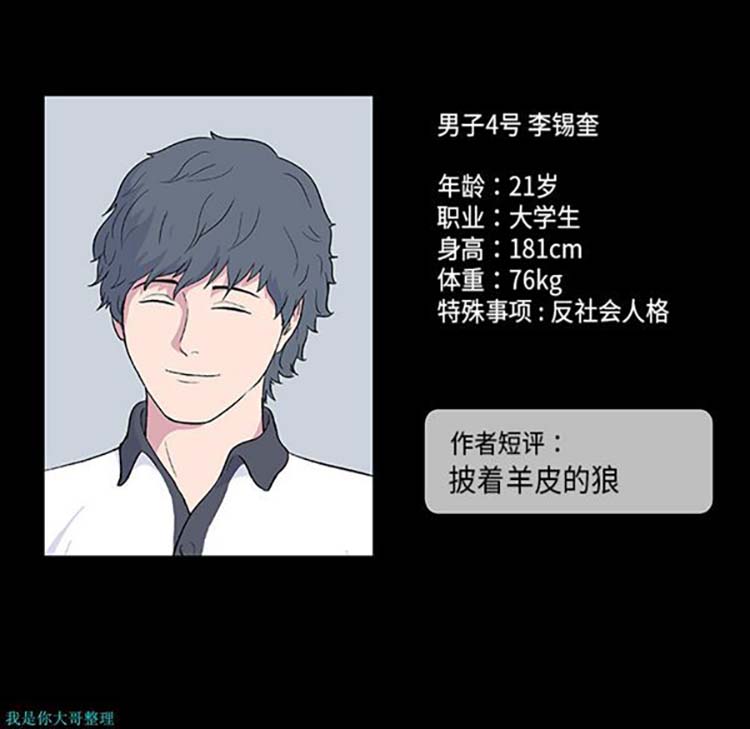 男子4号 李锡奎
年龄：21岁
职业：大学生
身高：181cm
体重：76kg
特殊事项：反社会人格
作者短评：
披着羊皮的狼
我是你大哥整理